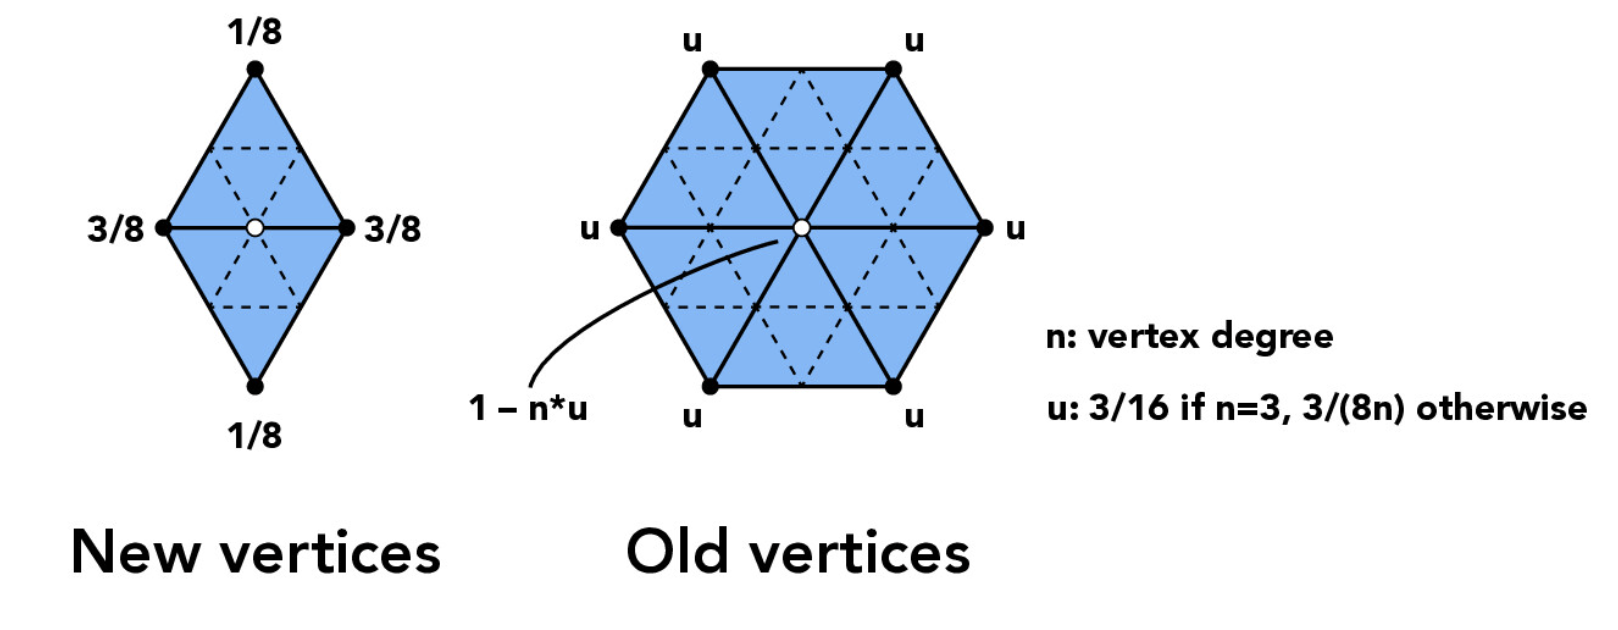 1/8
3/8
3/8
1/8
u
u
u
u
u
u
1 – n*u
n: vertex degree
u: 3/16 if n=3, 3/(8n) otherwise
New vertices
Old vertices